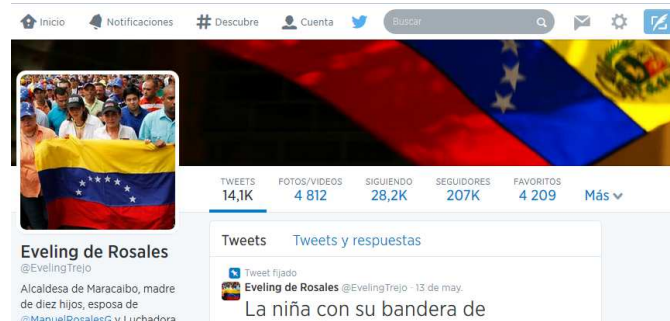 Inicio Notificaciones Descubre Cuenta Buscar
TWEETS FOTOS/VIDEOS SIGUIENDO SEGUIDORES FAVORITOS
14,1K 4 812 28,2K 207K 4 209 Más
Tweets Tweets y respuestas
Tweet fijado
Eveling de Rosales @EvelingTrejo · 13 de may.
La niña con su bandera de
Eveling de Rosales
@EvelingTrejo
Alcaldesa de Maracaibo, madre
de diez hijos, esposa de
@ManuelRosalesG y Luchadora